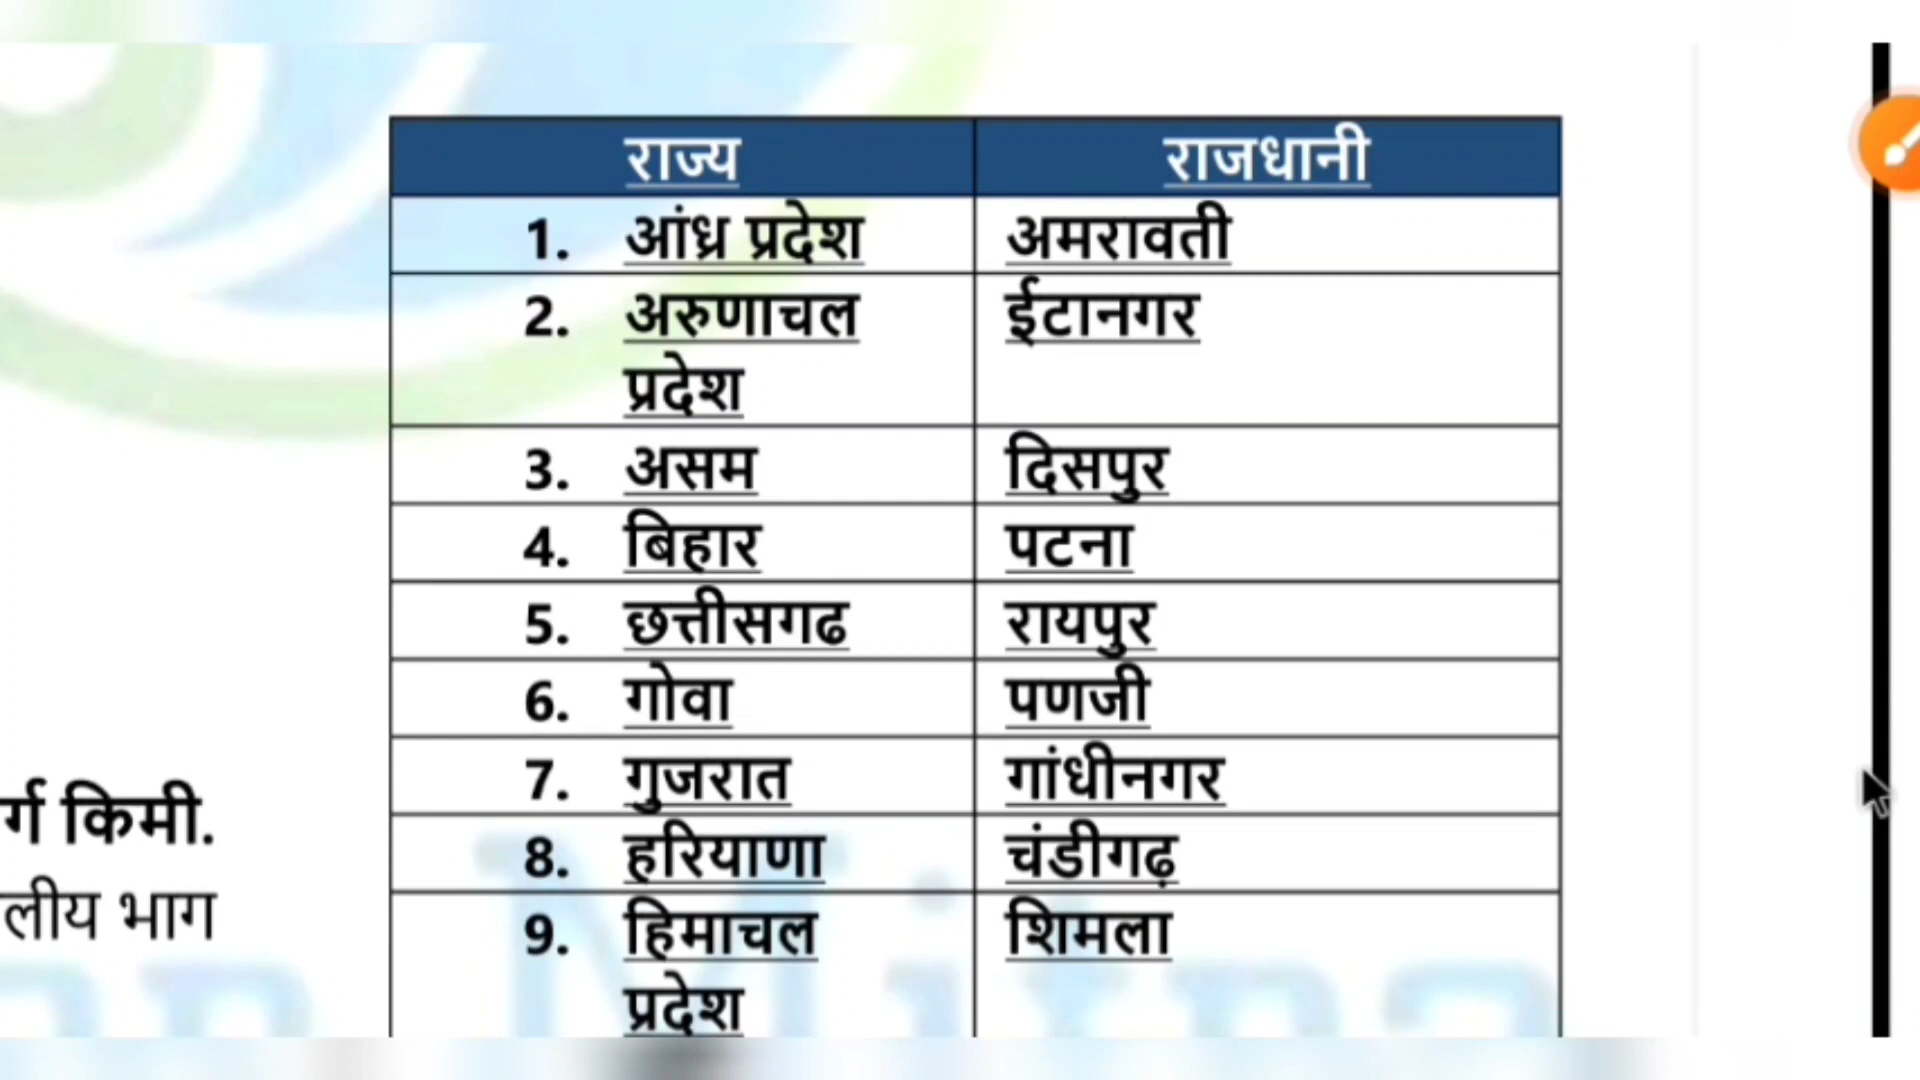 राज्य राजधानी
1. आंध्र प्रदेश अमरावती
2. अरुणाचल ईटानगर
प्रदेश
3. असम दिसपुर
4. बिहार पटना
5. छत्तीसगढ रायपुर
6. गोवा पणजी
7. गुजरात गांधीनगर
8. हरियाणा चंडीगढ़
9. हिमाचल शिमला
प्रदेश
र्ग किमी.
लीय भाग